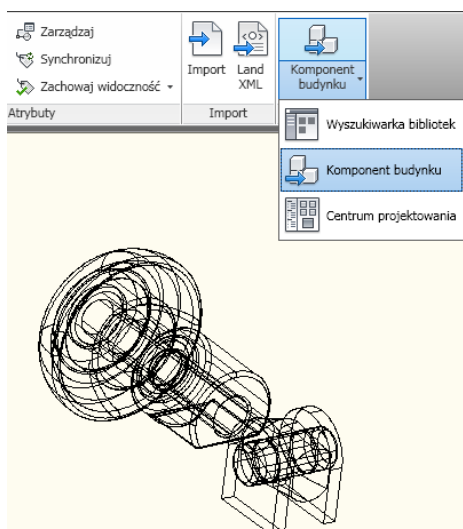 Zarządzaj
Synchronizuj
Zachowaj widoczność
Atrybuty
Import
Land
XML
Import
Komponent
budynku
Wyszukiwarka bibliotek
Komponent budynku
Centrum projektowania